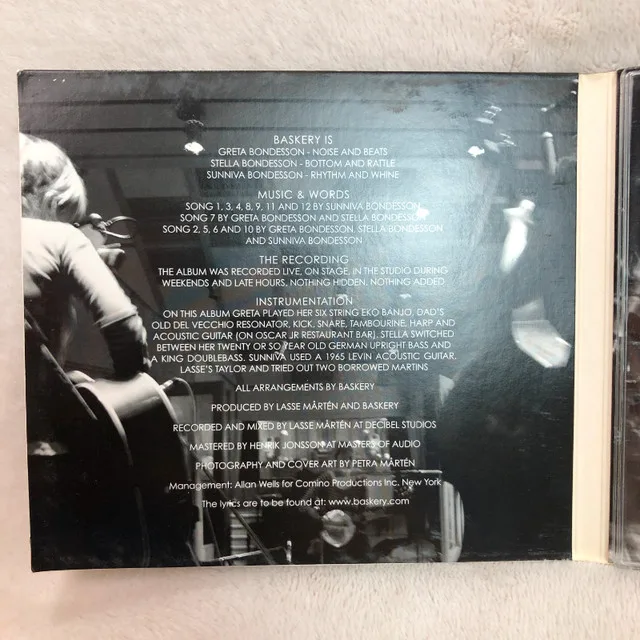 BASKERY IS
GRETA BONDESSON - NOISE AND BEATS
STELLA BONDESSON - BOTTOM AND RATTLE
SUNNIVA BONDESSON - RHYTHM AND WHINE
MUSIC & WORDS
SONG 1, 3, 4, 8, 9, 11 AND 12 BY SUNNIVA BONDESSON
SONG 7 BY GRETA BONDESSON AND STELLA BONDESSON
SONG 2, 5, 6 AND 10 BY GRETA BONDESSON, STELLA BONDESSON
AND SUNNIVA BONDESSON
THE RECORDING
THE ALBUM WAS RECORDED LIVE, ON STAGE, IN THE STUDIO DURING
WEEKENDS AND LATE HOURS. NOTHING HIDDEN. NOTHING ADDED
INSTRUMENTATION
ON THIS ALBUM GRETA PLAYED HER SIX STRING EKO BANJO, DAD'S
OLD DEL VECCHIO RESONATOR, KICK, SNARE, TAMBOURINE, HARP AND
ACOUSTIC GUITAR (ON OSCAR JR RESTAURANT BAR), STELLA SWITCHED
BETWEEN HER TWENTY OR SO YEAR OLD GERMAN UPRIGHT BASS AND
A KING DOUBLEBASS. SUNNIVA USED A 1965 LEVIN ACOUSTIC GUITAR,
LASSE'S TAYLOR AND TRIED OUT TWO BORROWED MARTINS
ALL ARRANGEMENTS BY BASKERY
PRODUCED BY LASSE MÅRTÉN AND BASKERY
RECORDED AND MIXED BY LASSE MÅRTÉN AT DECIBEL STUDIOS
MASTERED BY HENRIK JONSSON AT MASTERS OF AUDIO
PHOTOGRAPHY AND COVER ART BY PETRA MÅRTÉN
Management: Allan Wells for Comino Productions Inc. New York
The lyrics are to be found at: www.baskery.com